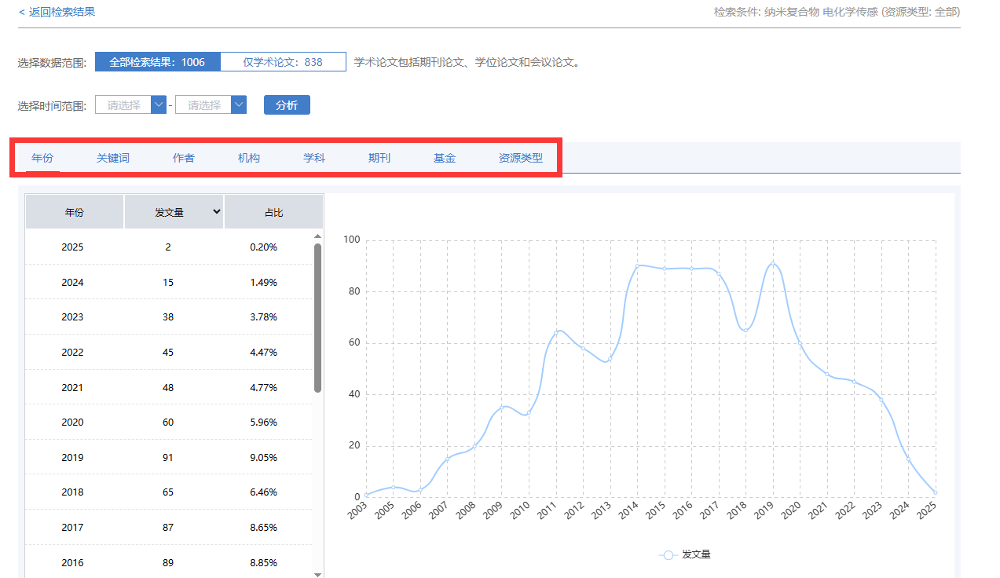 < 返回检索结果 检索条件: 纳米复合物 电化学传感 (资源类型: 全部)
选择数据范围: 全部检索结果：1006 仅学术论文：838 学术论文包括期刊论文、学位论文和会议论文。
选择时间范围: 请选择 - 请选择 分析
年份 关键词 作者 机构 学科 期刊 基金 资源类型
年份 发文量 占比
2025 2 0.20%
2024 15 1.49%
2023 38 3.78%
2022 45 4.47%
2021 48 4.77%
2020 60 5.96%
2019 91 9.05%
2018 65 6.46%
2017 87 8.65%
2016 89 8.85%
100
80
60
40
20
0
2003 2005 2006 2007 2008 2009 2010 2011 2012 2013 2014 2015 2016 2017 2018 2019 2020 2021 2022 2023 2024 2025
发文量